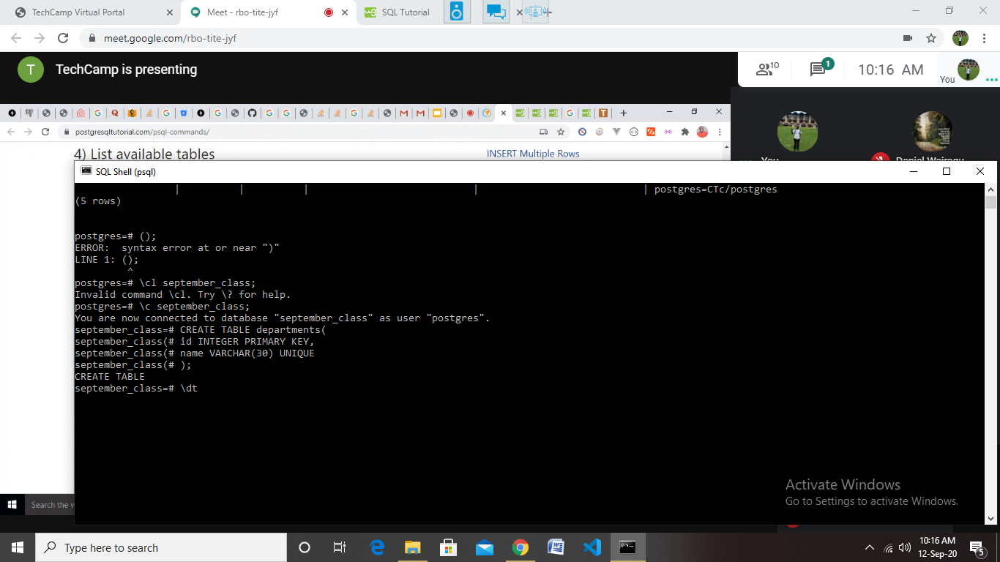 TechCamp Virtual Portal
Meet - rbo-tite-jyf
SQL Tutorial
meet.google.com/rbo-tite-jyf
T
TechCamp is presenting
10
1
10:16 AM
You
postgresqltutorial.com/psql-commands/
4) List available tables
INSERT Multiple Rows
You
Daniel Wairagu
SQL Shell (psql)
| | | | | postgres=CTc/postgres
(5 rows)
postgres=# ();
ERROR:  syntax error at or near ")"
LINE 1: ();
^
postgres=# \cl september_class;
Invalid command \cl. Try \? for help.
postgres=# \c september_class;
You are now connected to database "september_class" as user "postgres".
september_class=# CREATE TABLE departments(
september_class(# id INTEGER PRIMARY KEY,
september_class(# name VARCHAR(30) UNIQUE
september_class(# );
CREATE TABLE
september_class=# \dt
Activate Windows
Go to Settings to activate Windows.
Search the w
Type here to search
10:16 AM
12-Sep-20
5